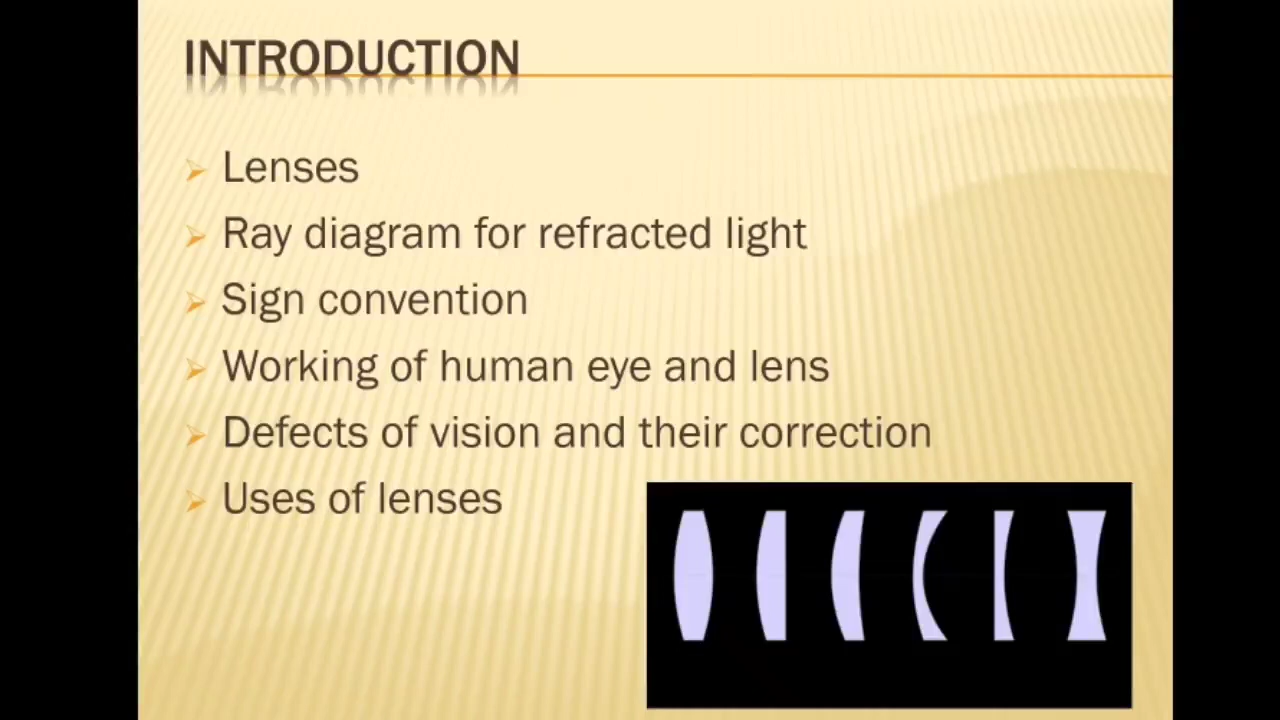 INTRODUCTION
Lenses
Ray diagram for refracted light
Sign convention
Working of human eye and lens
Defects of vision and their correction
Uses of lenses